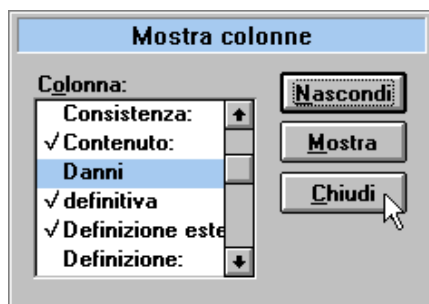 Mostra colonne
Colonna:
Consistenza:
√ Contenuto:
Danni
√ definitiva
√ Definizione este
Definizione:
Nascondi
Mostra
Chiudi